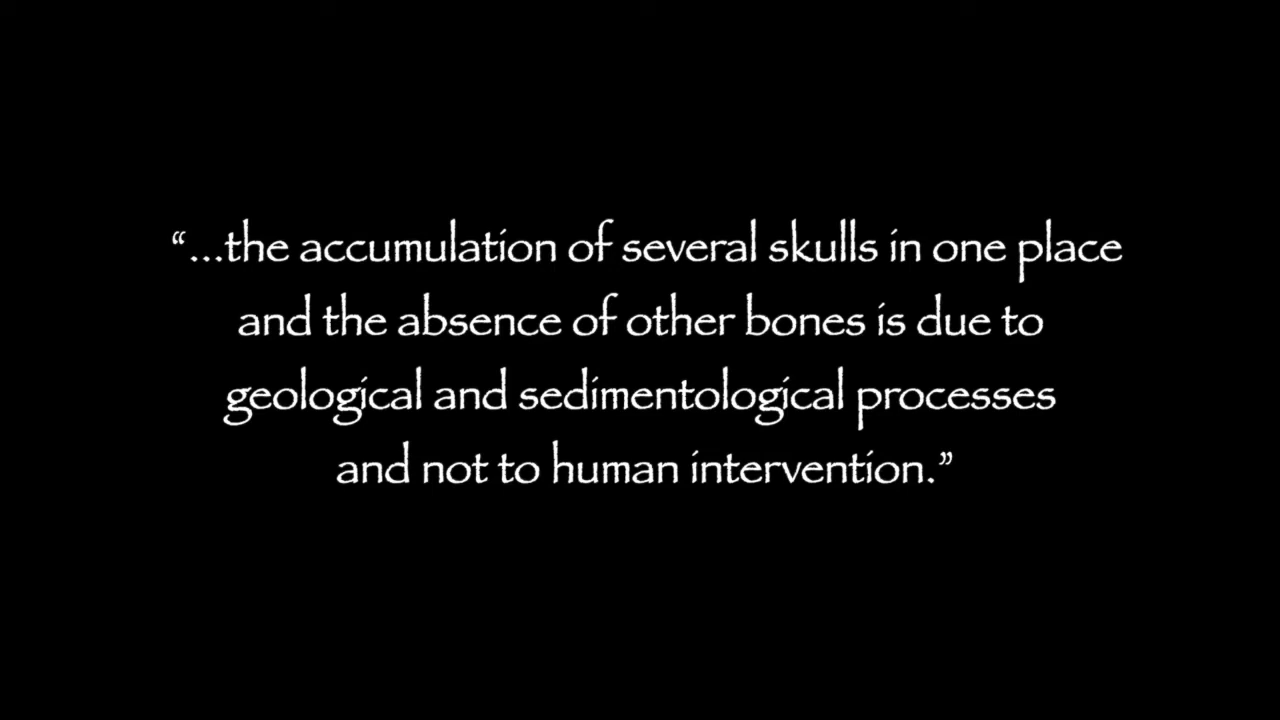 “...the accumulation of several skulls in one place
and the absence of other bones is due to
geological and sedimentological processes
and not to human intervention.”